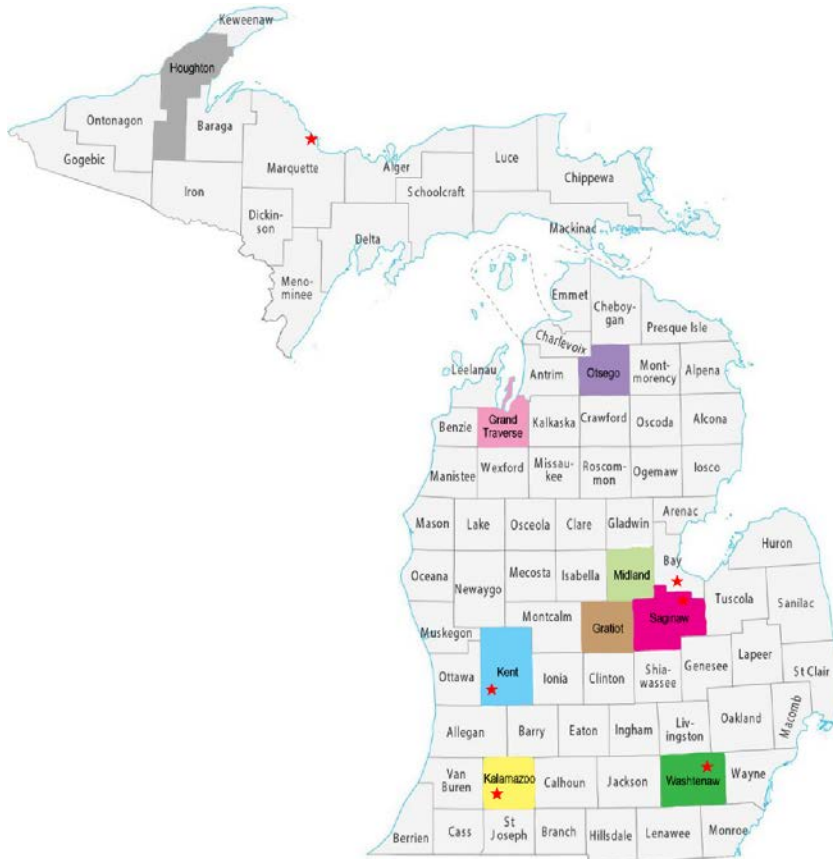 Keweenaw
Houghton
Ontonagon
Baraga
Gogebic
Marquette
Iron
Alger
Luce
Chippewa
Schoolcraft
Dickin-
son
Delta
Mackinac
Meno-
minee
Emmet
Cheboy-
gan
Presque Isle
Charlevoix
Leelanau
Antrim
Otsego
Mont-
morency
Alpena
Benzie
Grand
Traverse
Kalkaska
Crawford
Oscoda
Alcona
Manistee
Wexford
Missau-
kee
Roscom-
mon
Ogemaw
Iosco
Arenac
Mason
Lake
Osceola
Clare
Gladwin
Huron
Bay
Oceana
Newaygo
Mecosta
Isabella
Midland
Tuscola
Sanilac
Muskegon
Montcalm
Gratiot
Saginaw
Lapeer
Ottawa
Kent
Ionia
Clinton
Shia-
wassee
Genesee
St Clair
Allegan
Barry
Eaton
Ingham
Liv-
ingston
Oakland
Macomb
Van
Buren
Kalamazoo
Calhoun
Jackson
Washtenaw
Wayne
Berrien
Cass
St
Joseph
Branch
Hillsdale
Lenawee
Monroe